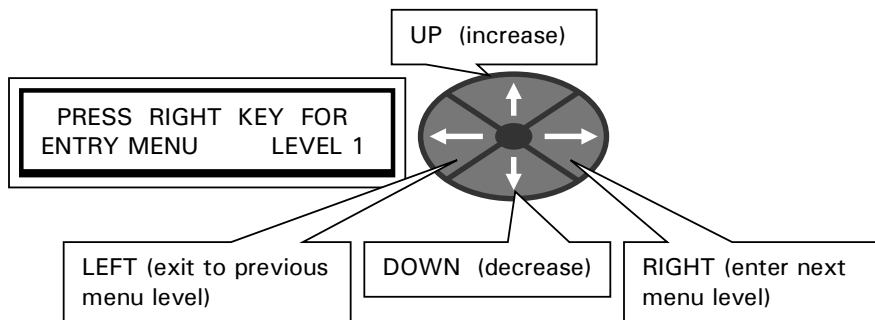 UP (increase)
PRESS RIGHT KEY FOR
ENTRY MENU LEVEL 1
LEFT (exit to previous
menu level)
DOWN (decrease)
RIGHT (enter next
menu level)